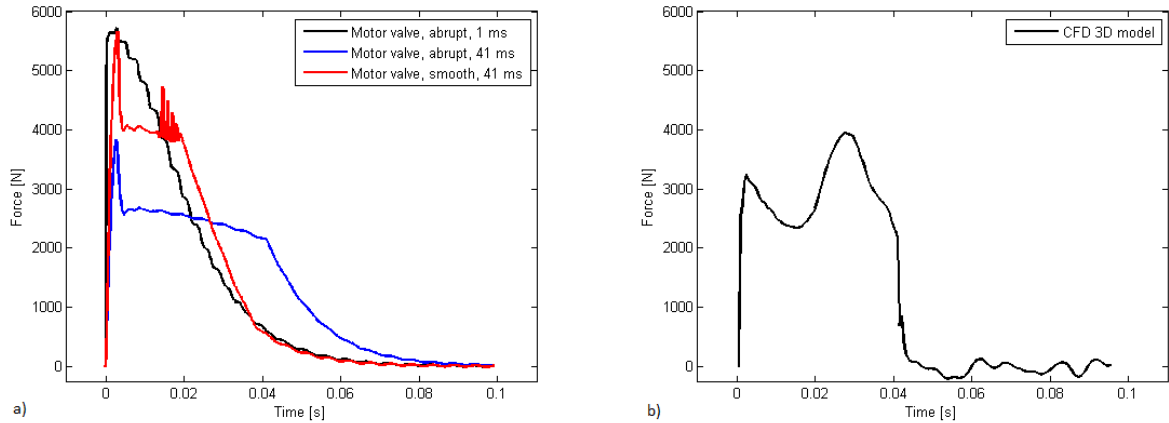 6000
5000
4000
3000
2000
1000
0
Force [N]
0 0.02 0.04 0.06 0.08 0.1
Time [s]
Motor valve, abrupt, 1 ms
Motor valve, abrupt, 41 ms
Motor valve, smooth, 41 ms
a)
6000
5000
4000
3000
2000
1000
0
Force [N]
0 0.02 0.04 0.06 0.08 0.1
Time [s]
CFD 3D model
b)